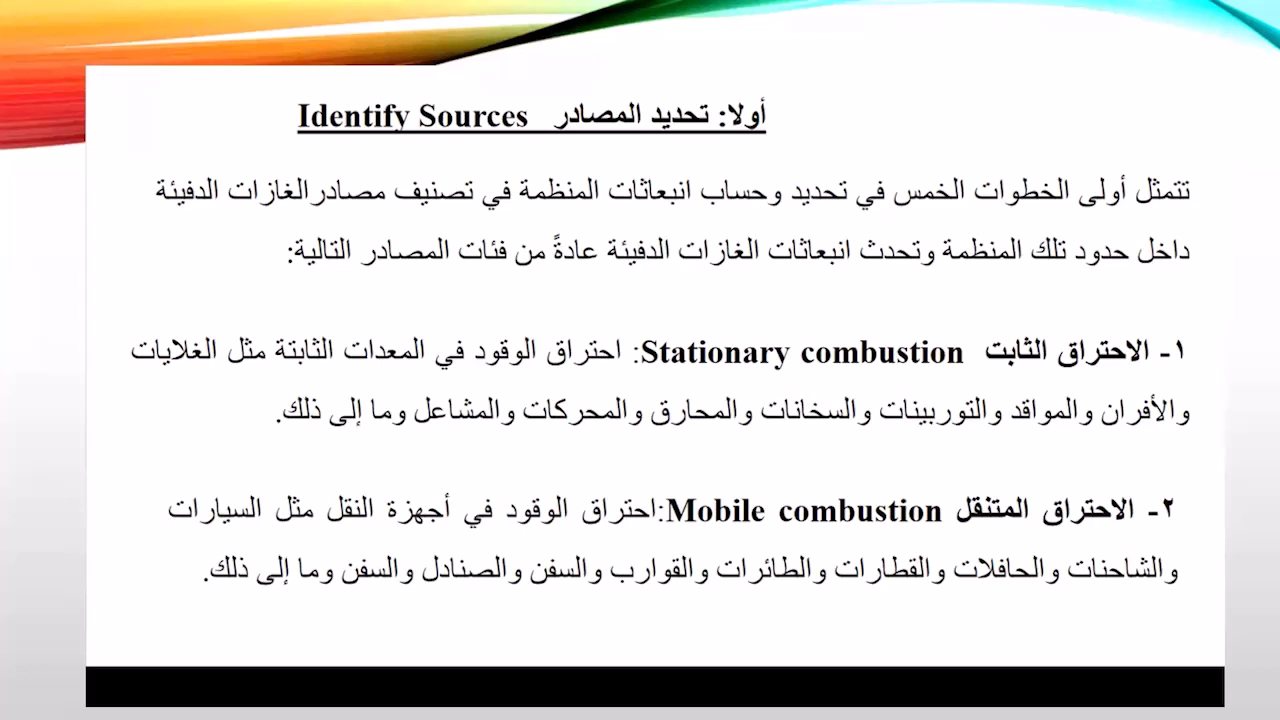 أولا: تحديد المصادر Identify Sources
تتمثل أولى الخطوات الخمس في تحديد وحساب انبعاثات المنظمة في تصنيف مصادرالغازات الدفيئة
داخل حدود تلك المنظمة وتحدث انبعاثات الغازات الدفيئة عادةً من فئات المصادر التالية:
١- الاحتراق الثابت Stationary combustion: احتراق الوقود في المعدات الثابتة مثل الغلايات
والأفران والمواقد والتوربينات والسخانات والمحارق والمحركات والمشاعل وما إلى ذلك.
٢- الاحتراق المتنقل Mobile combustion:احتراق الوقود في أجهزة النقل مثل السيارات
والشاحنات والحافلات والقطارات والطائرات والقوارب والسفن والصنادل والسفن وما إلى ذلك.